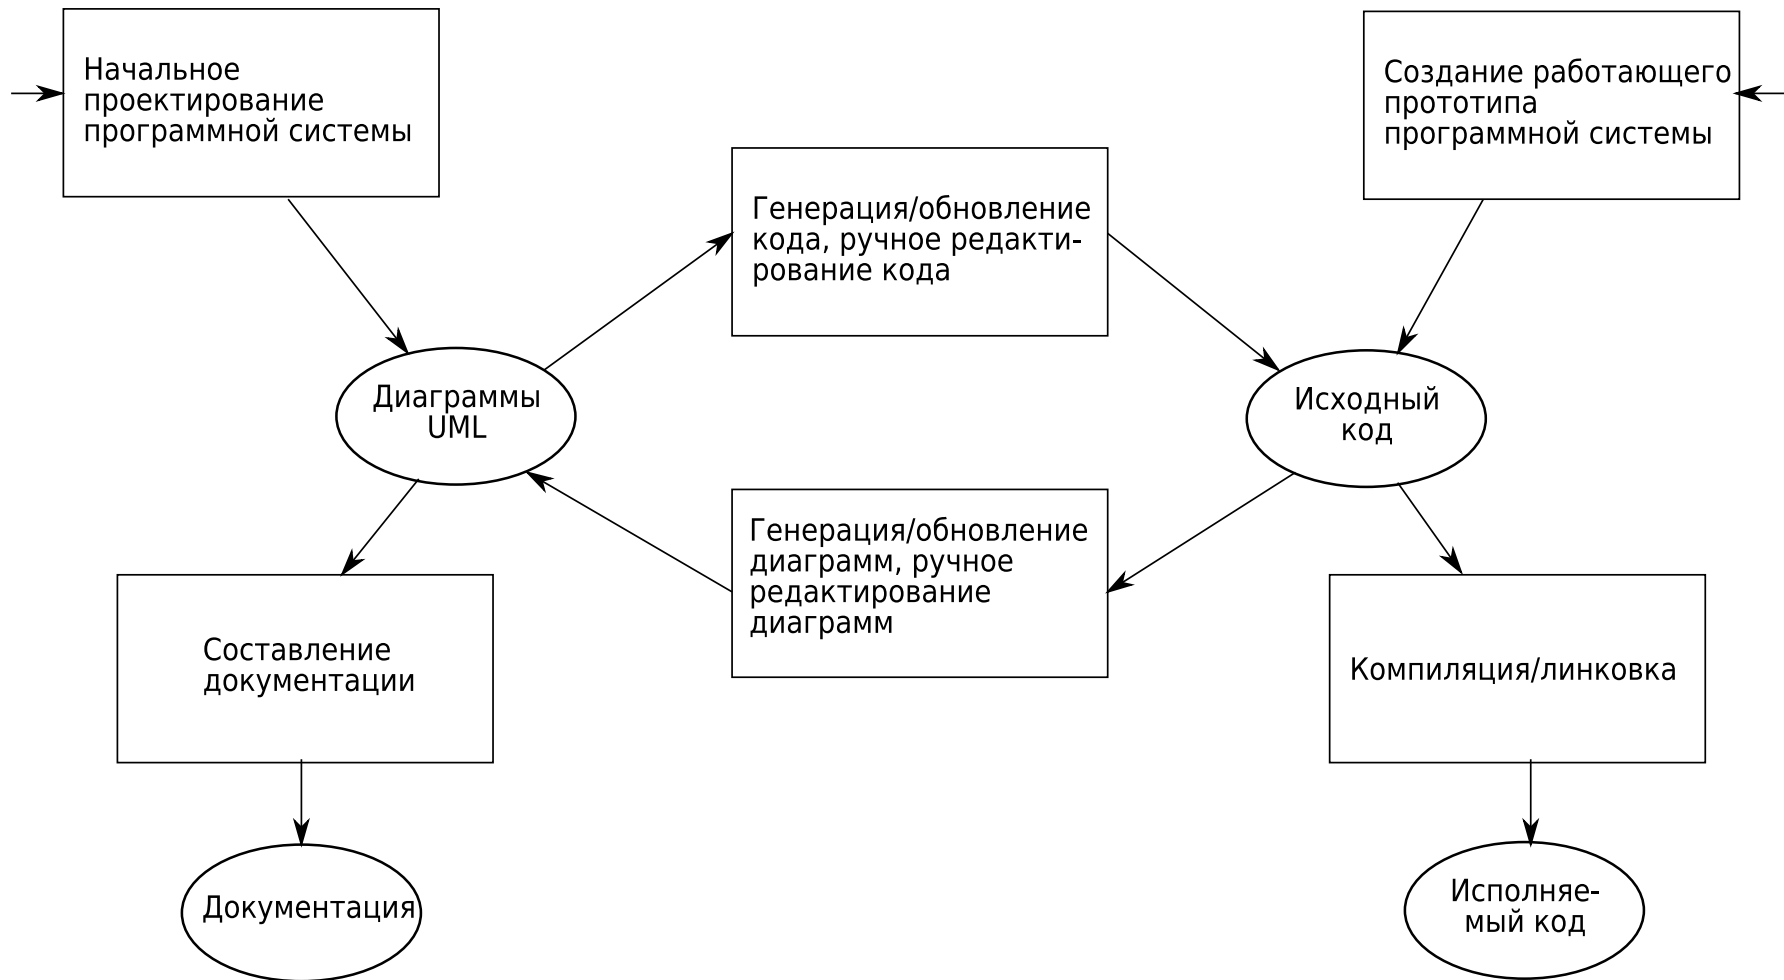 Начальное
проектирование
программной системы
Создание работающего
прототипа
программной системы
Генерация/обновление
кода, ручное редакти-
рование кода
Диаграммы
UML
Исходный
код
Генерация/обновление
диаграмм, ручное
редактирование
диаграмм
Составление
документации
Компиляция/линковка
Документация
Исполняе-
мый код